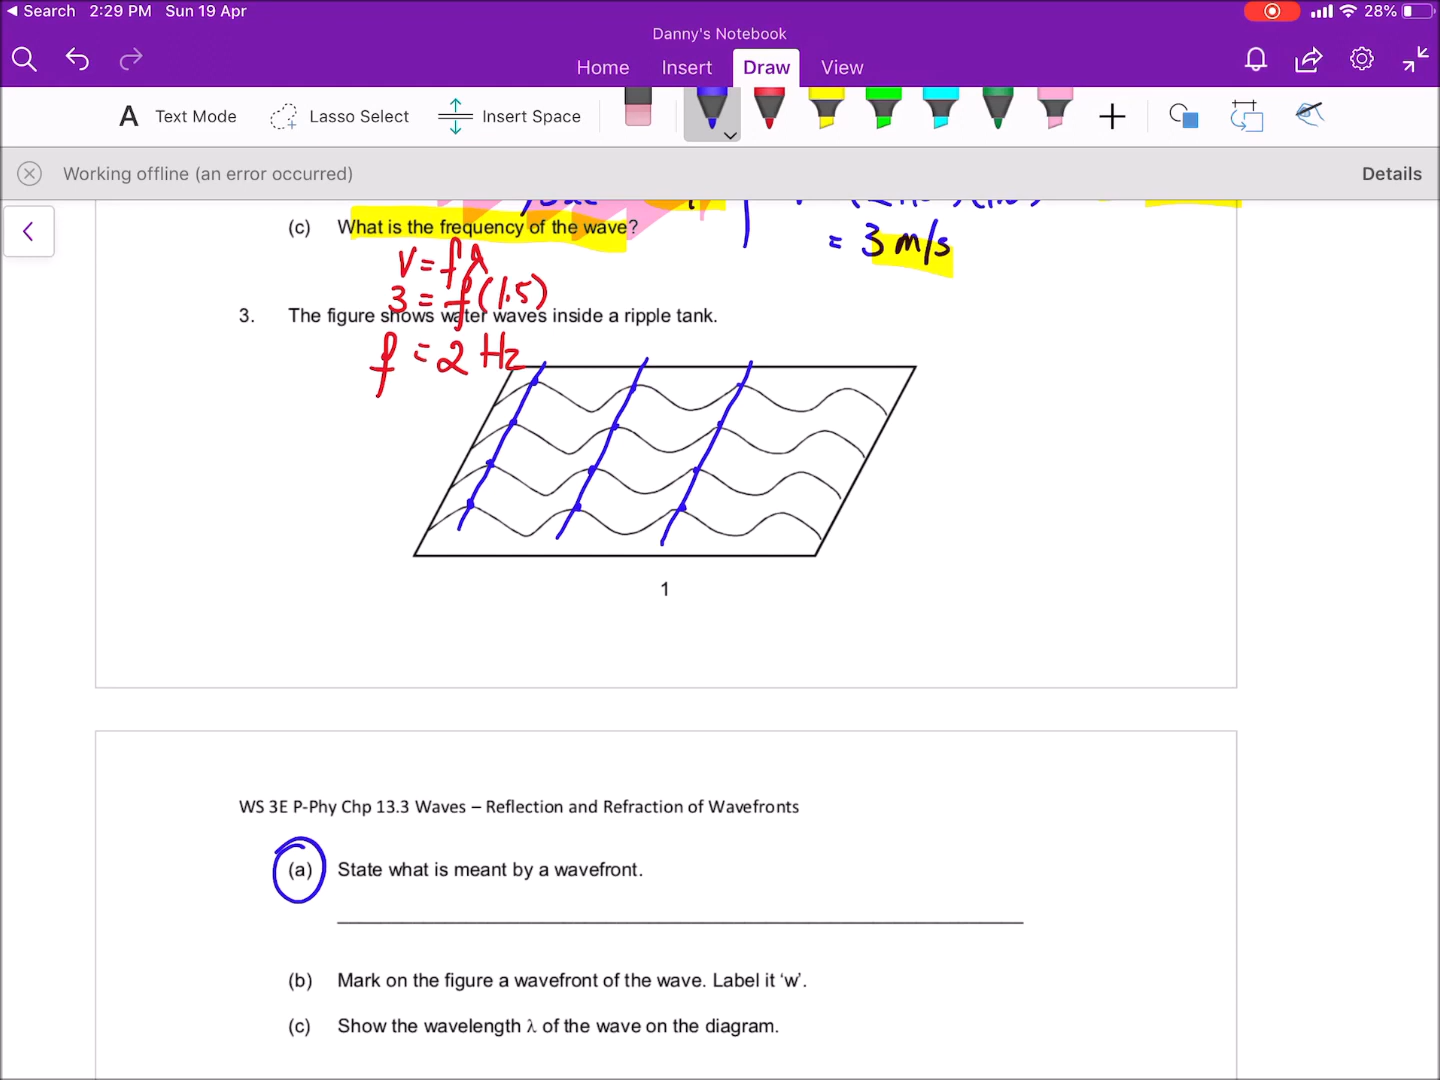 Search 2:29 PM Sun 19 Apr 28%
Danny's Notebook
Home Insert Draw View
A Text Mode Lasso Select Insert Space
Working offline (an error occurred) Details
(c) What is the frequency of the wave?
= 3 m/s
v = fλ
3 = f(1.5)
3. The figure shows water waves inside a ripple tank.
f = 2 Hz
1
WS 3E P-Phy Chp 13.3 Waves – Reflection and Refraction of Wavefronts
(a) State what is meant by a wavefront.
(b) Mark on the figure a wavefront of the wave. Label it ‘w’.
(c) Show the wavelength λ of the wave on the diagram.